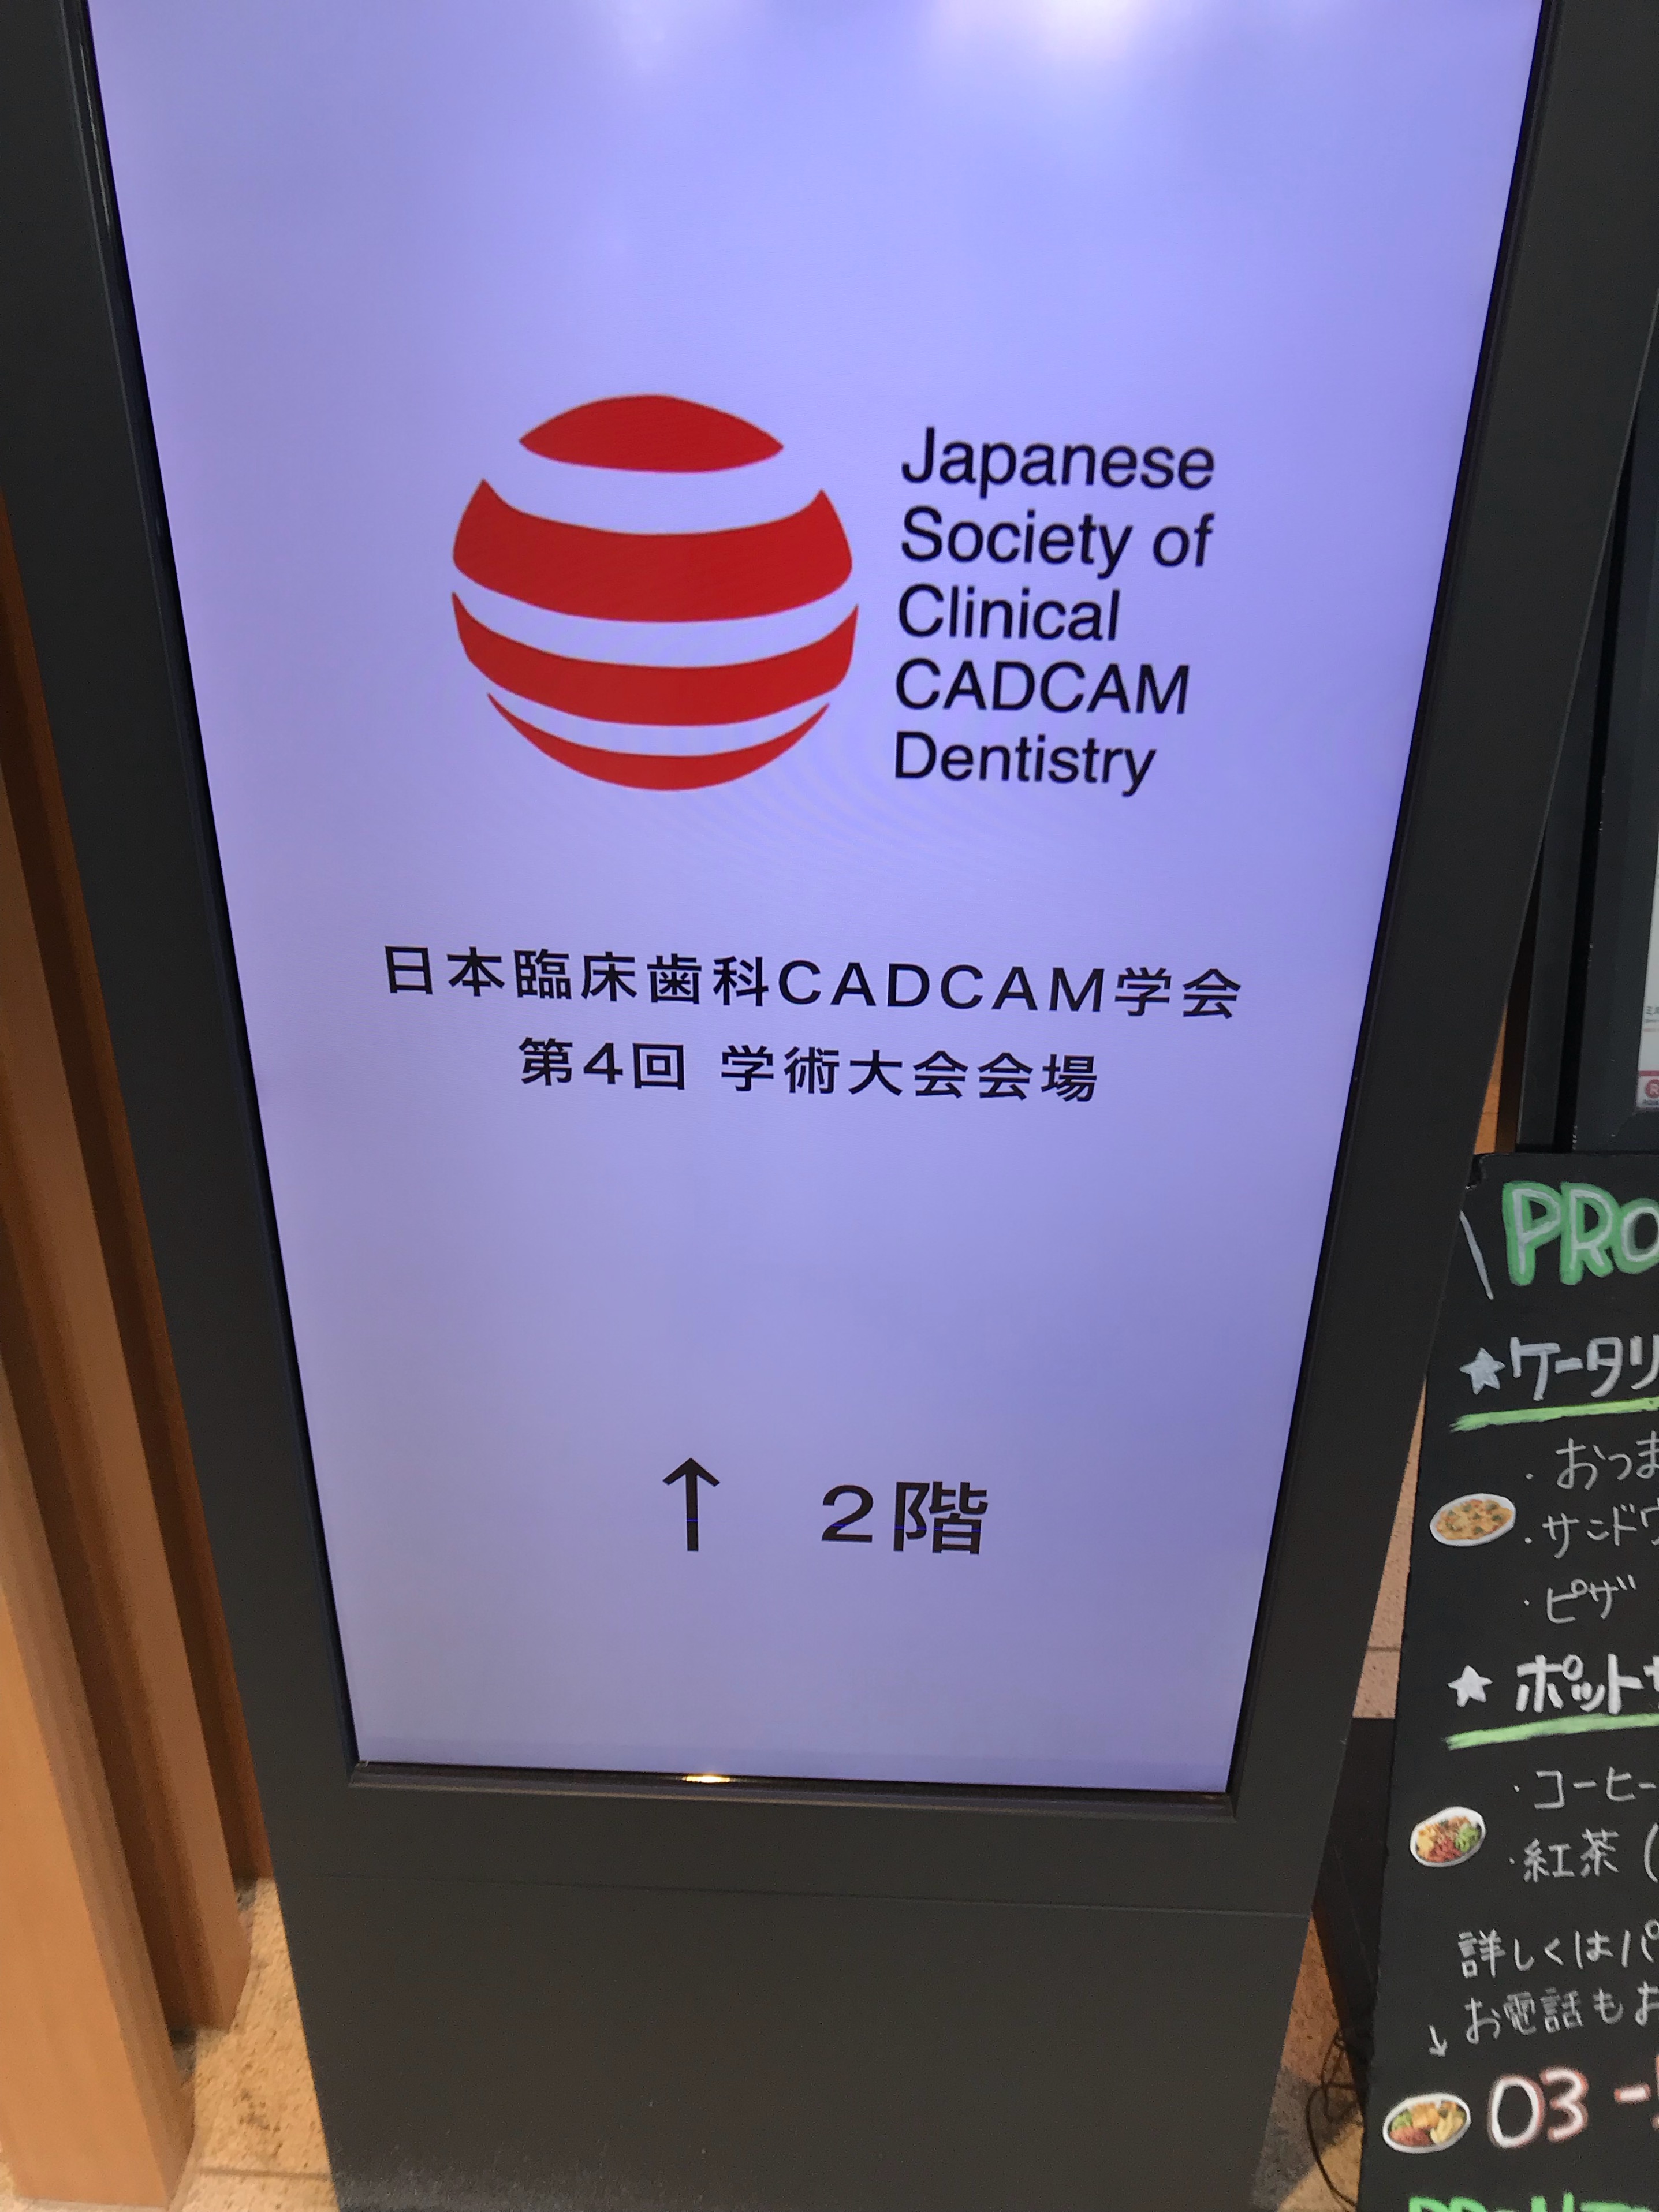 Japanese
Society of
Clinical
CADCAM
Dentistry
日本臨床歯科CADCAM学会
第4回 学術大会会場
↑ 2階
PRO
★ケータリ
・おつま
・サンドウ
・ピザ
★ ポット
・コーヒー
・紅茶 (
詳しくはパ
お電話もお
↓
03-